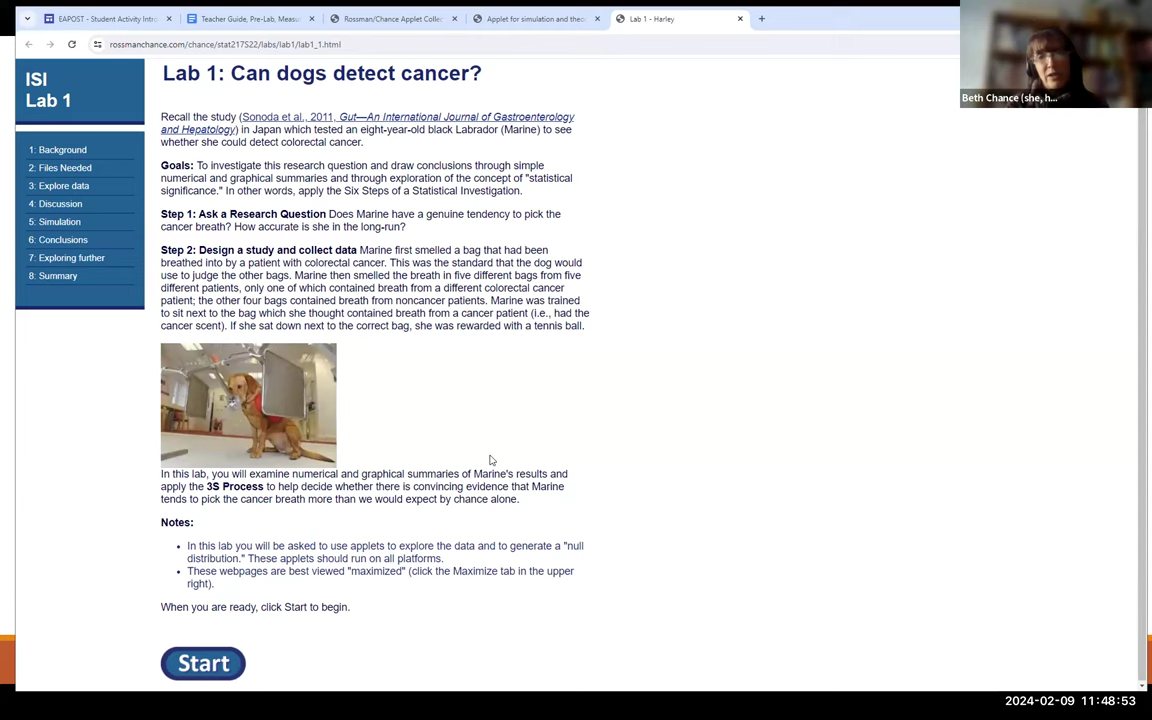 EAPOST - Student Activity Intro
Teacher Guide, Pre-Lab, Measu
Rossman/Chance Applet Collec
Applet for simulation and theo
Lab 1 - Harley
rossmanchance.com/chance/stat217S22/labs/lab1/lab1_1.html
Beth Chance (she, h...
ISI
Lab 1
1: Background
2: Files Needed
3: Explore data
4: Discussion
5: Simulation
6: Conclusions
7: Exploring further
8: Summary
Lab 1: Can dogs detect cancer?
Recall the study (Sonoda et al., 2011, Gut—An International Journal of Gastroenterology
and Hepatology) in Japan which tested an eight-year-old black Labrador (Marine) to see
whether she could detect colorectal cancer.
Goals: To investigate this research question and draw conclusions through simple
numerical and graphical summaries and through exploration of the concept of "statistical
significance." In other words, apply the Six Steps of a Statistical Investigation.
Step 1: Ask a Research Question Does Marine have a genuine tendency to pick the
cancer breath? How accurate is she in the long-run?
Step 2: Design a study and collect data Marine first smelled a bag that had been
breathed into by a patient with colorectal cancer. This was the standard that the dog would
use to judge the other bags. Marine then smelled the breath in five different bags from five
different patients, only one of which contained breath from a different colorectal cancer
patient; the other four bags contained breath from noncancer patients. Marine was trained
to sit next to the bag which she thought contained breath from a cancer patient (i.e., had the
cancer scent). If she sat down next to the correct bag, she was rewarded with a tennis ball.
In this lab, you will examine numerical and graphical summaries of Marine's results and
apply the 3S Process to help decide whether there is convincing evidence that Marine
tends to pick the cancer breath more than we would expect by chance alone.
Notes:
In this lab you will be asked to use applets to explore the data and to generate a "null
distribution." These applets should run on all platforms.
These webpages are best viewed "maximized" (click the Maximize tab in the upper
right).
When you are ready, click Start to begin.
Start
2024-02-09 11:48:53